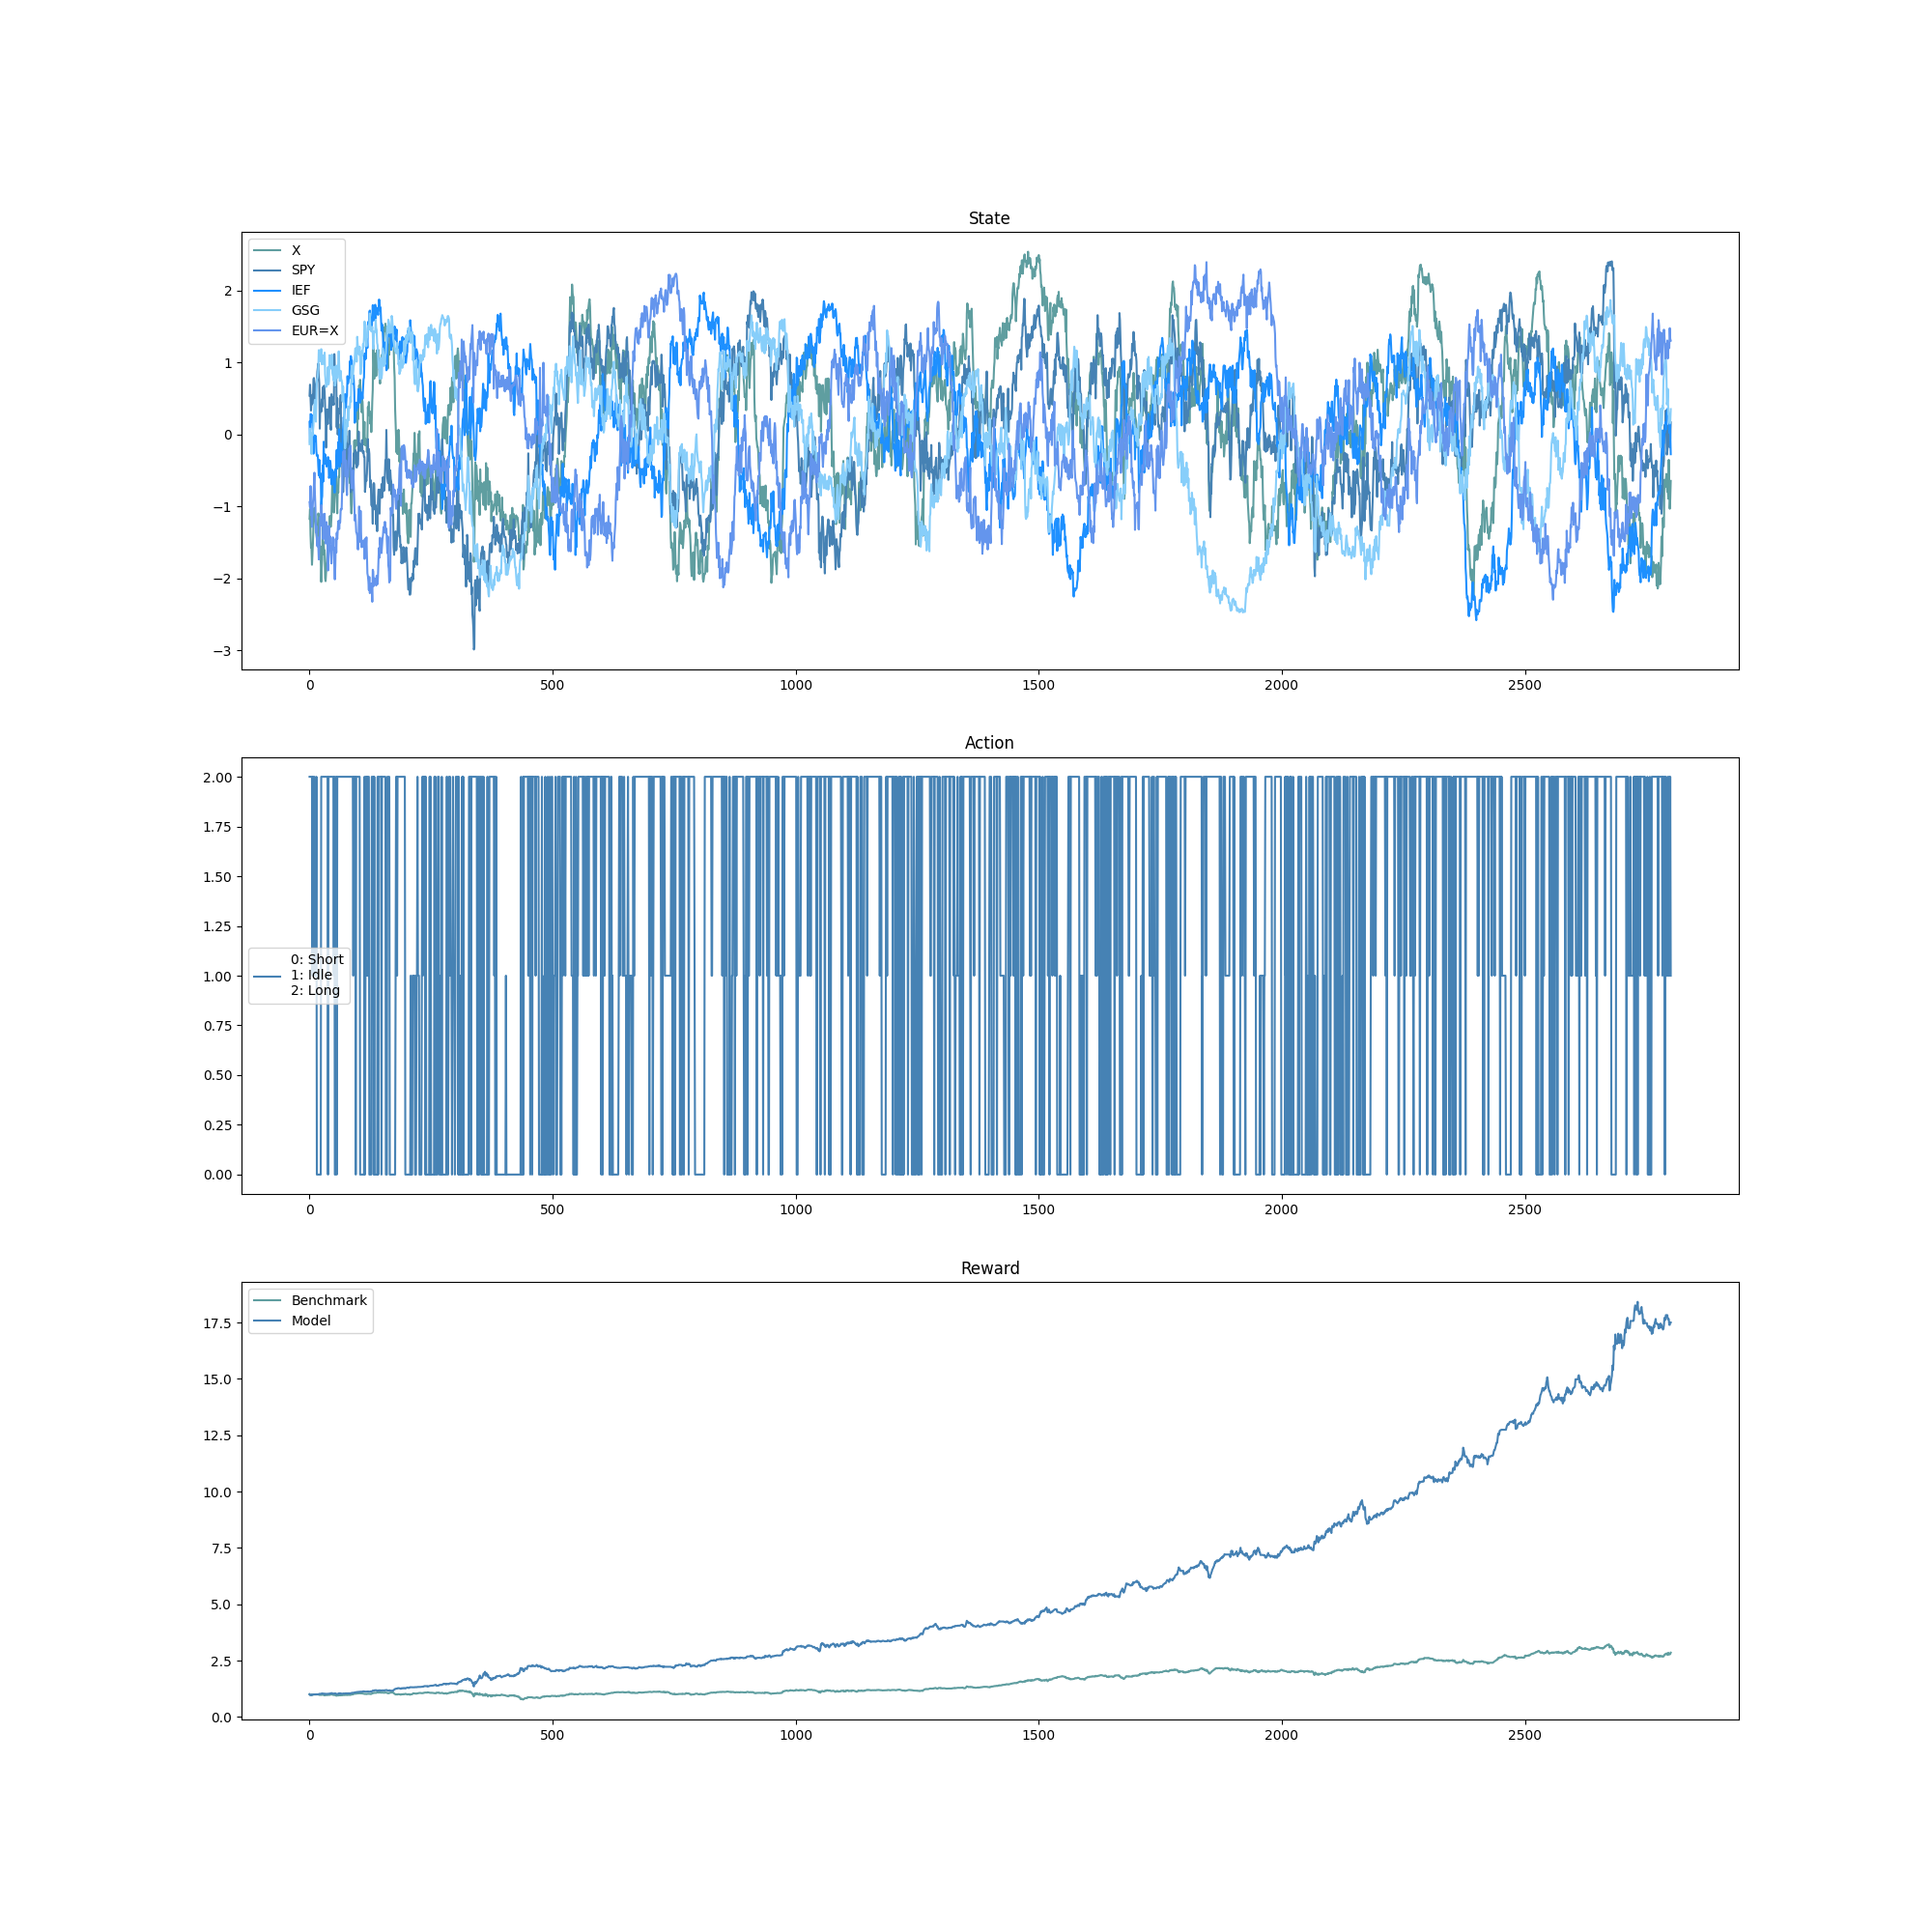 State
X
SPY
IEF
GSG
EUR=X
2
1
0
−1
−2
−3
0 500 1000 1500 2000 2500
Action
2.00
1.75
1.50
1.25
1.00
0.75
0.50
0.25
0.00
0: Short
1: Idle
2: Long
0 500 1000 1500 2000 2500
Reward
Benchmark
Model
17.5
15.0
12.5
10.0
7.5
5.0
2.5
0.0
0 500 1000 1500 2000 2500